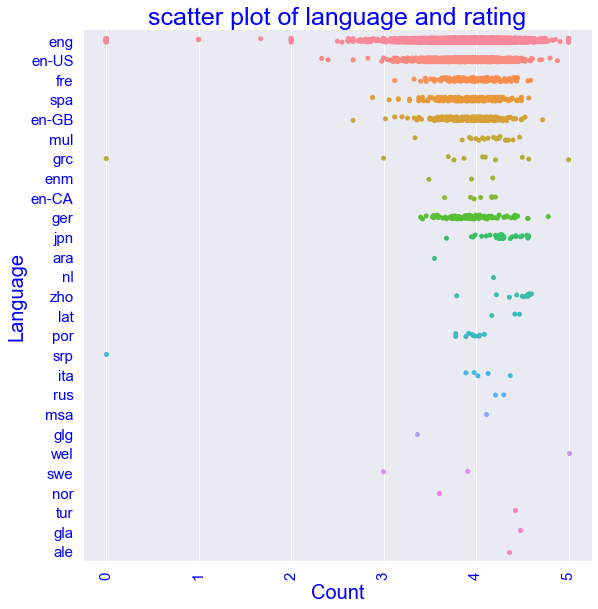 scatter plot of language and rating
eng
en-US
fre
spa
en-GB
mul
grc
enm
en-CA
ger
jpn
ara
nl
zho
lat
por
srp
ita
rus
msa
glg
wel
swe
nor
tur
gla
ale
Language
0 1 2 3 4 5
Count